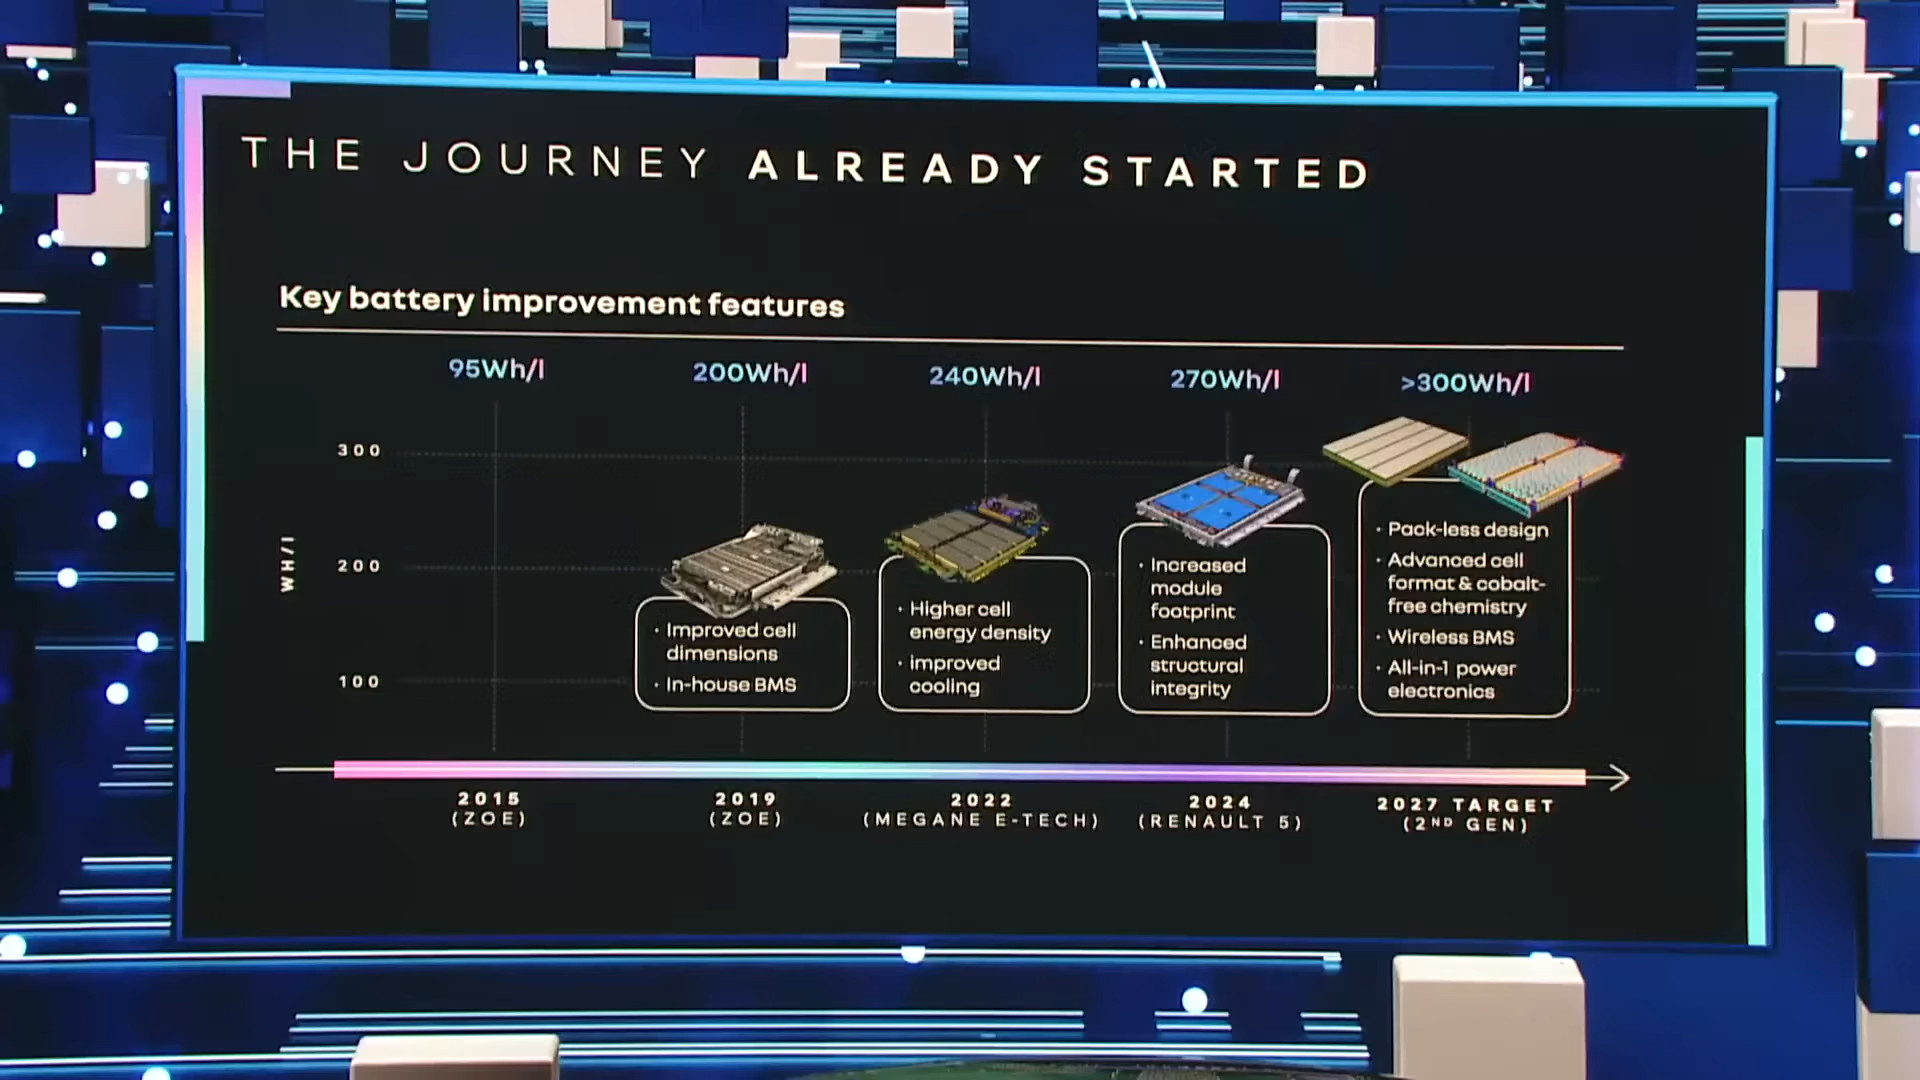 THE JOURNEY ALREADY STARTED
Key battery improvement features
95Wh/l
200Wh/l
240Wh/l
270Wh/l
>300Wh/l
300
200
100
WH/l
· Improved cell
dimensions
· In-house BMS
· Higher cell
energy density
· improved
cooling
· Increased
module
footprint
· Enhanced
structural
integrity
· Pack-less design
· Advanced cell
format & cobalt-
free chemistry
· Wireless BMS
· All-in-1 power
electronics
2015
(ZOE)
2019
(ZOE)
2022
(MEGANE E-TECH)
2024
(RENAULT 5)
2027 TARGET
(2ND GEN)